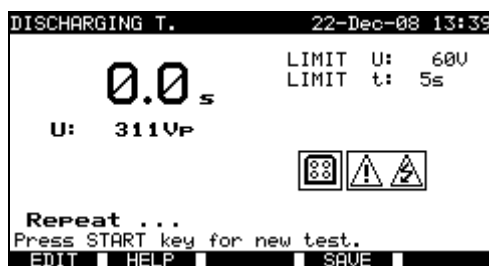 DISCHARGING T. 22-Dec-08 13:39
LIMIT U: 60V
0.0 s
LIMIT t: 5s
U: 311Vp
Repeat ...
Press START key for new test.
EDIT HELP SAVE